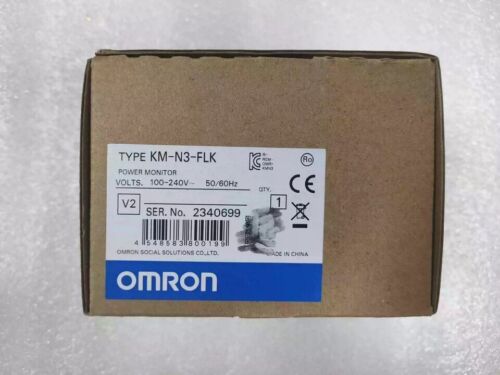 TYPE KM-N3-FLK
POWER MONITOR
VOLTS. 100-240V~ 50/60Hz
QTY.
1
V2
SER. No. 2340699
4 548583 800199
OMRON SOCIAL SOLUTIONS CO.,LTD.
MADE IN CHINA
OMRON
Ro